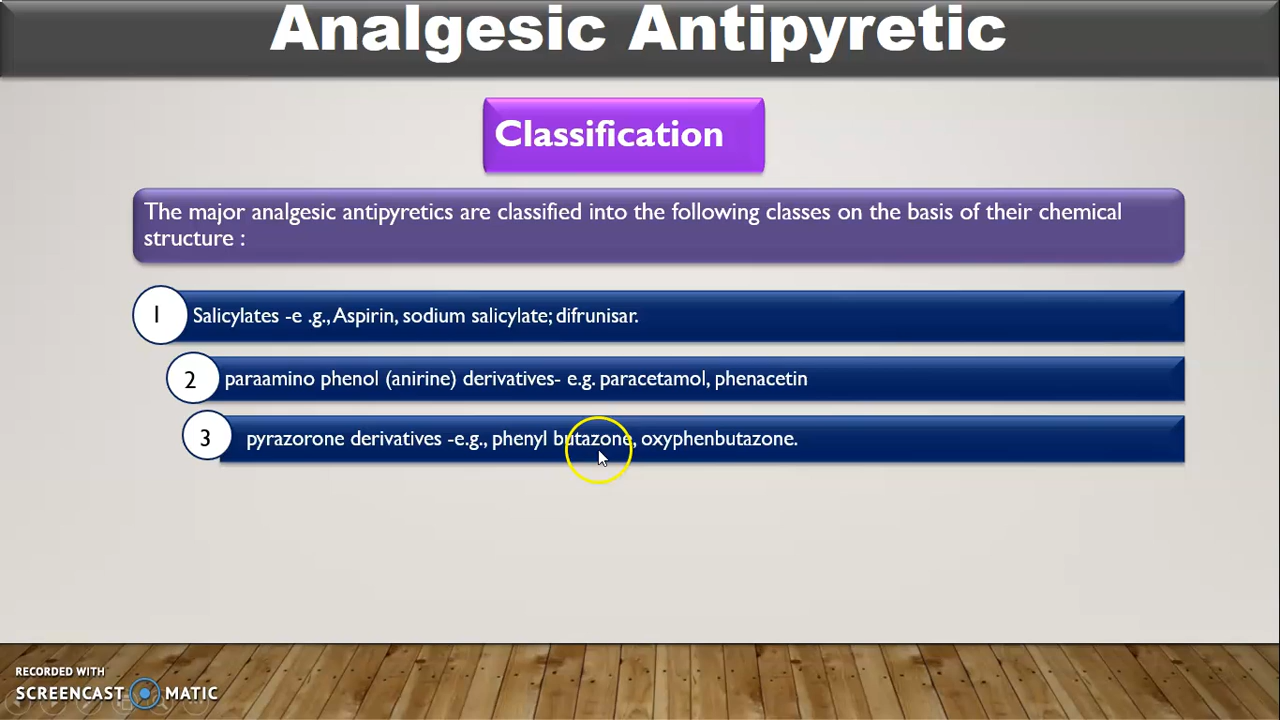 Analgesic Antipyretic
Classification
The major analgesic antipyretics are classified into the following classes on the basis of their chemical
structure :
1 Salicylates -e .g., Aspirin, sodium salicylate; difrunisar.
2 paraamino phenol (anirine) derivatives- e.g. paracetamol, phenacetin
3 pyrazorone derivatives -e.g., phenyl butazone, oxyphenbutazone.
RECORDED WITH
SCREENCAST MATIC